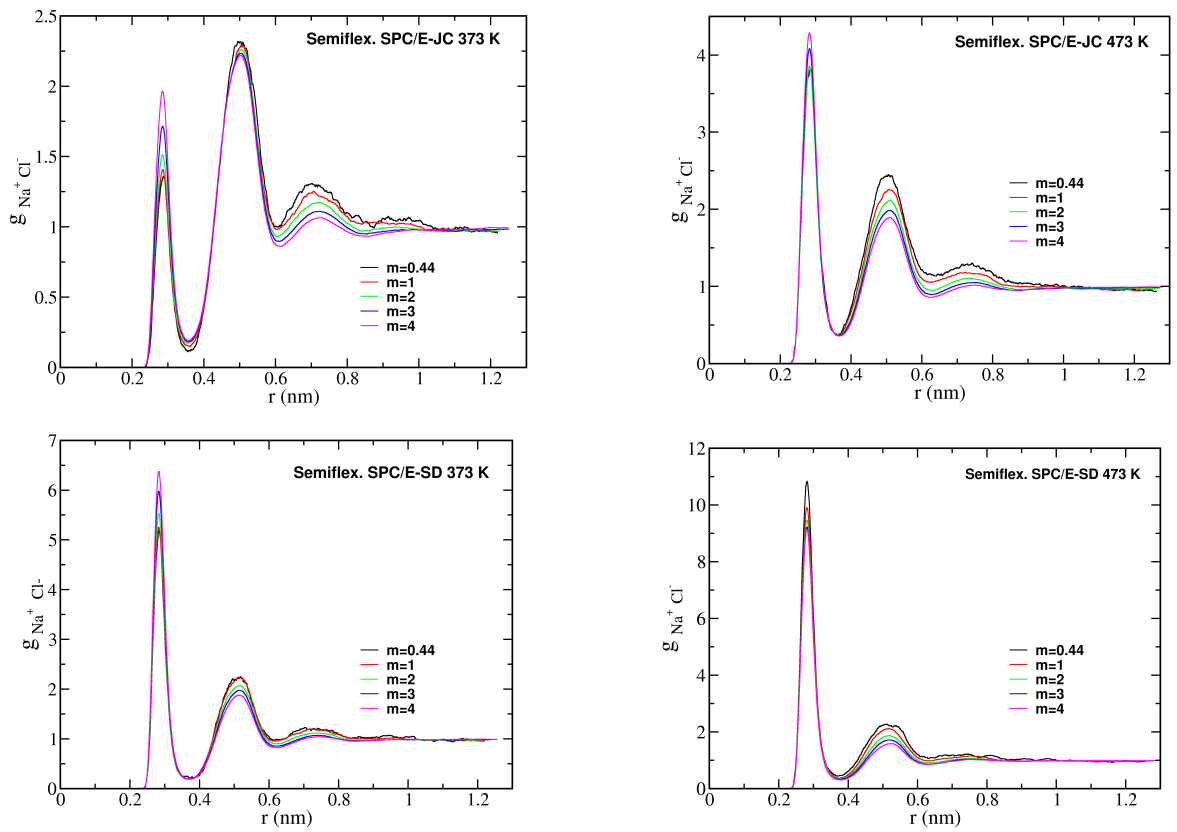 Semiflex. SPC/E-JC 373 K
2.5
2
1.5
1
0.5
0
g Na+ Cl-
m=0.44
m=1
m=2
m=3
m=4
0 0.2 0.4 0.6 0.8 1 1.2
r (nm)
Semiflex. SPC/E-JC 473 K
4
3
2
1
0
g Na+ Cl-
m=0.44
m=1
m=2
m=3
m=4
0 0.2 0.4 0.6 0.8 1 1.2
r (nm)
Semiflex. SPC/E-SD 373 K
7
6
5
4
3
2
1
0
g Na+ Cl-
m=0.44
m=1
m=2
m=3
m=4
0 0.2 0.4 0.6 0.8 1 1.2
r (nm)
Semiflex. SPC/E-SD 473 K
12
10
8
6
4
2
0
g Na+ Cl-
m=0.44
m=1
m=2
m=3
m=4
0 0.2 0.4 0.6 0.8 1 1.2
r (nm)